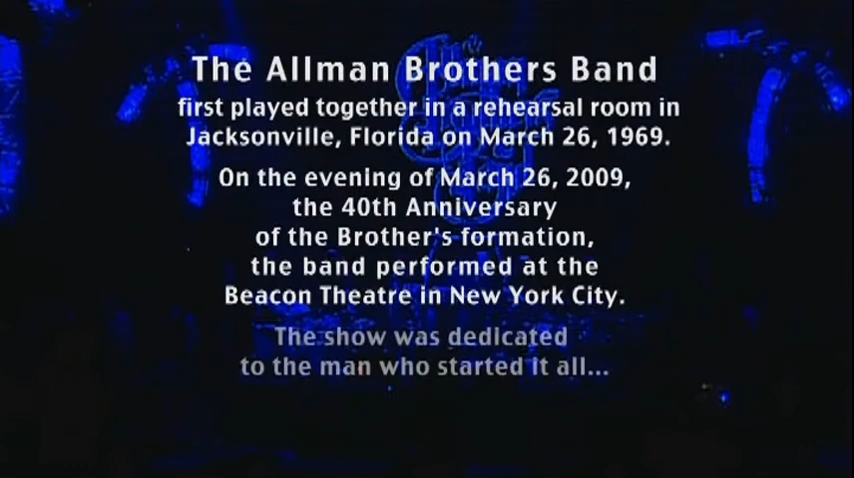 The Allman Brothers Band
first played together in a rehearsal room in
Jacksonville, Florida on March 26, 1969.
On the evening of March 26, 2009,
the 40th Anniversary
of the Brother's formation,
the band performed at the
Beacon Theatre in New York City.
The show was dedicated
to the man who started it all...